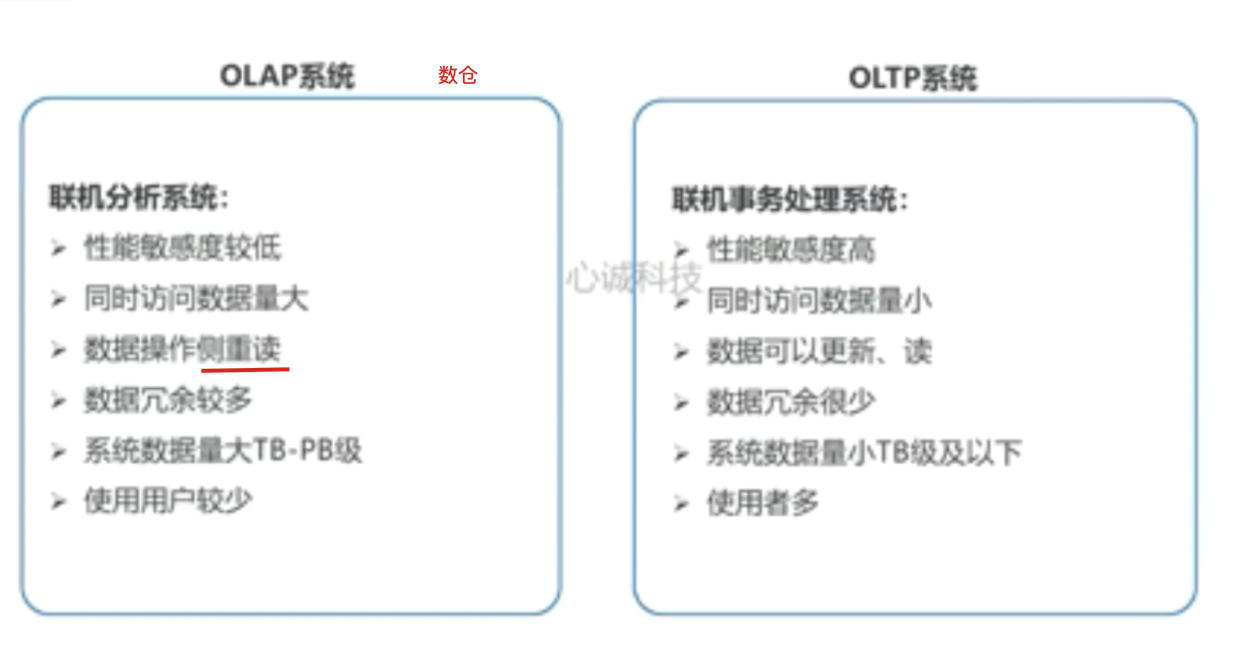 OLAP系统
数仓
联机分析系统：
➢ 性能敏感度较低
➢ 同时访问数据量大
➢ 数据操作侧重读
➢ 数据冗余较多
➢ 系统数据量大TB-PB级
➢ 使用用户较少
OLTP系统
联机事务处理系统：
➢ 性能敏感度高
➢ 同时访问数据量小
➢ 数据可以更新、读
➢ 数据冗余很少
➢ 系统数据量小TB级及以下
➢ 使用者多
心诚科技